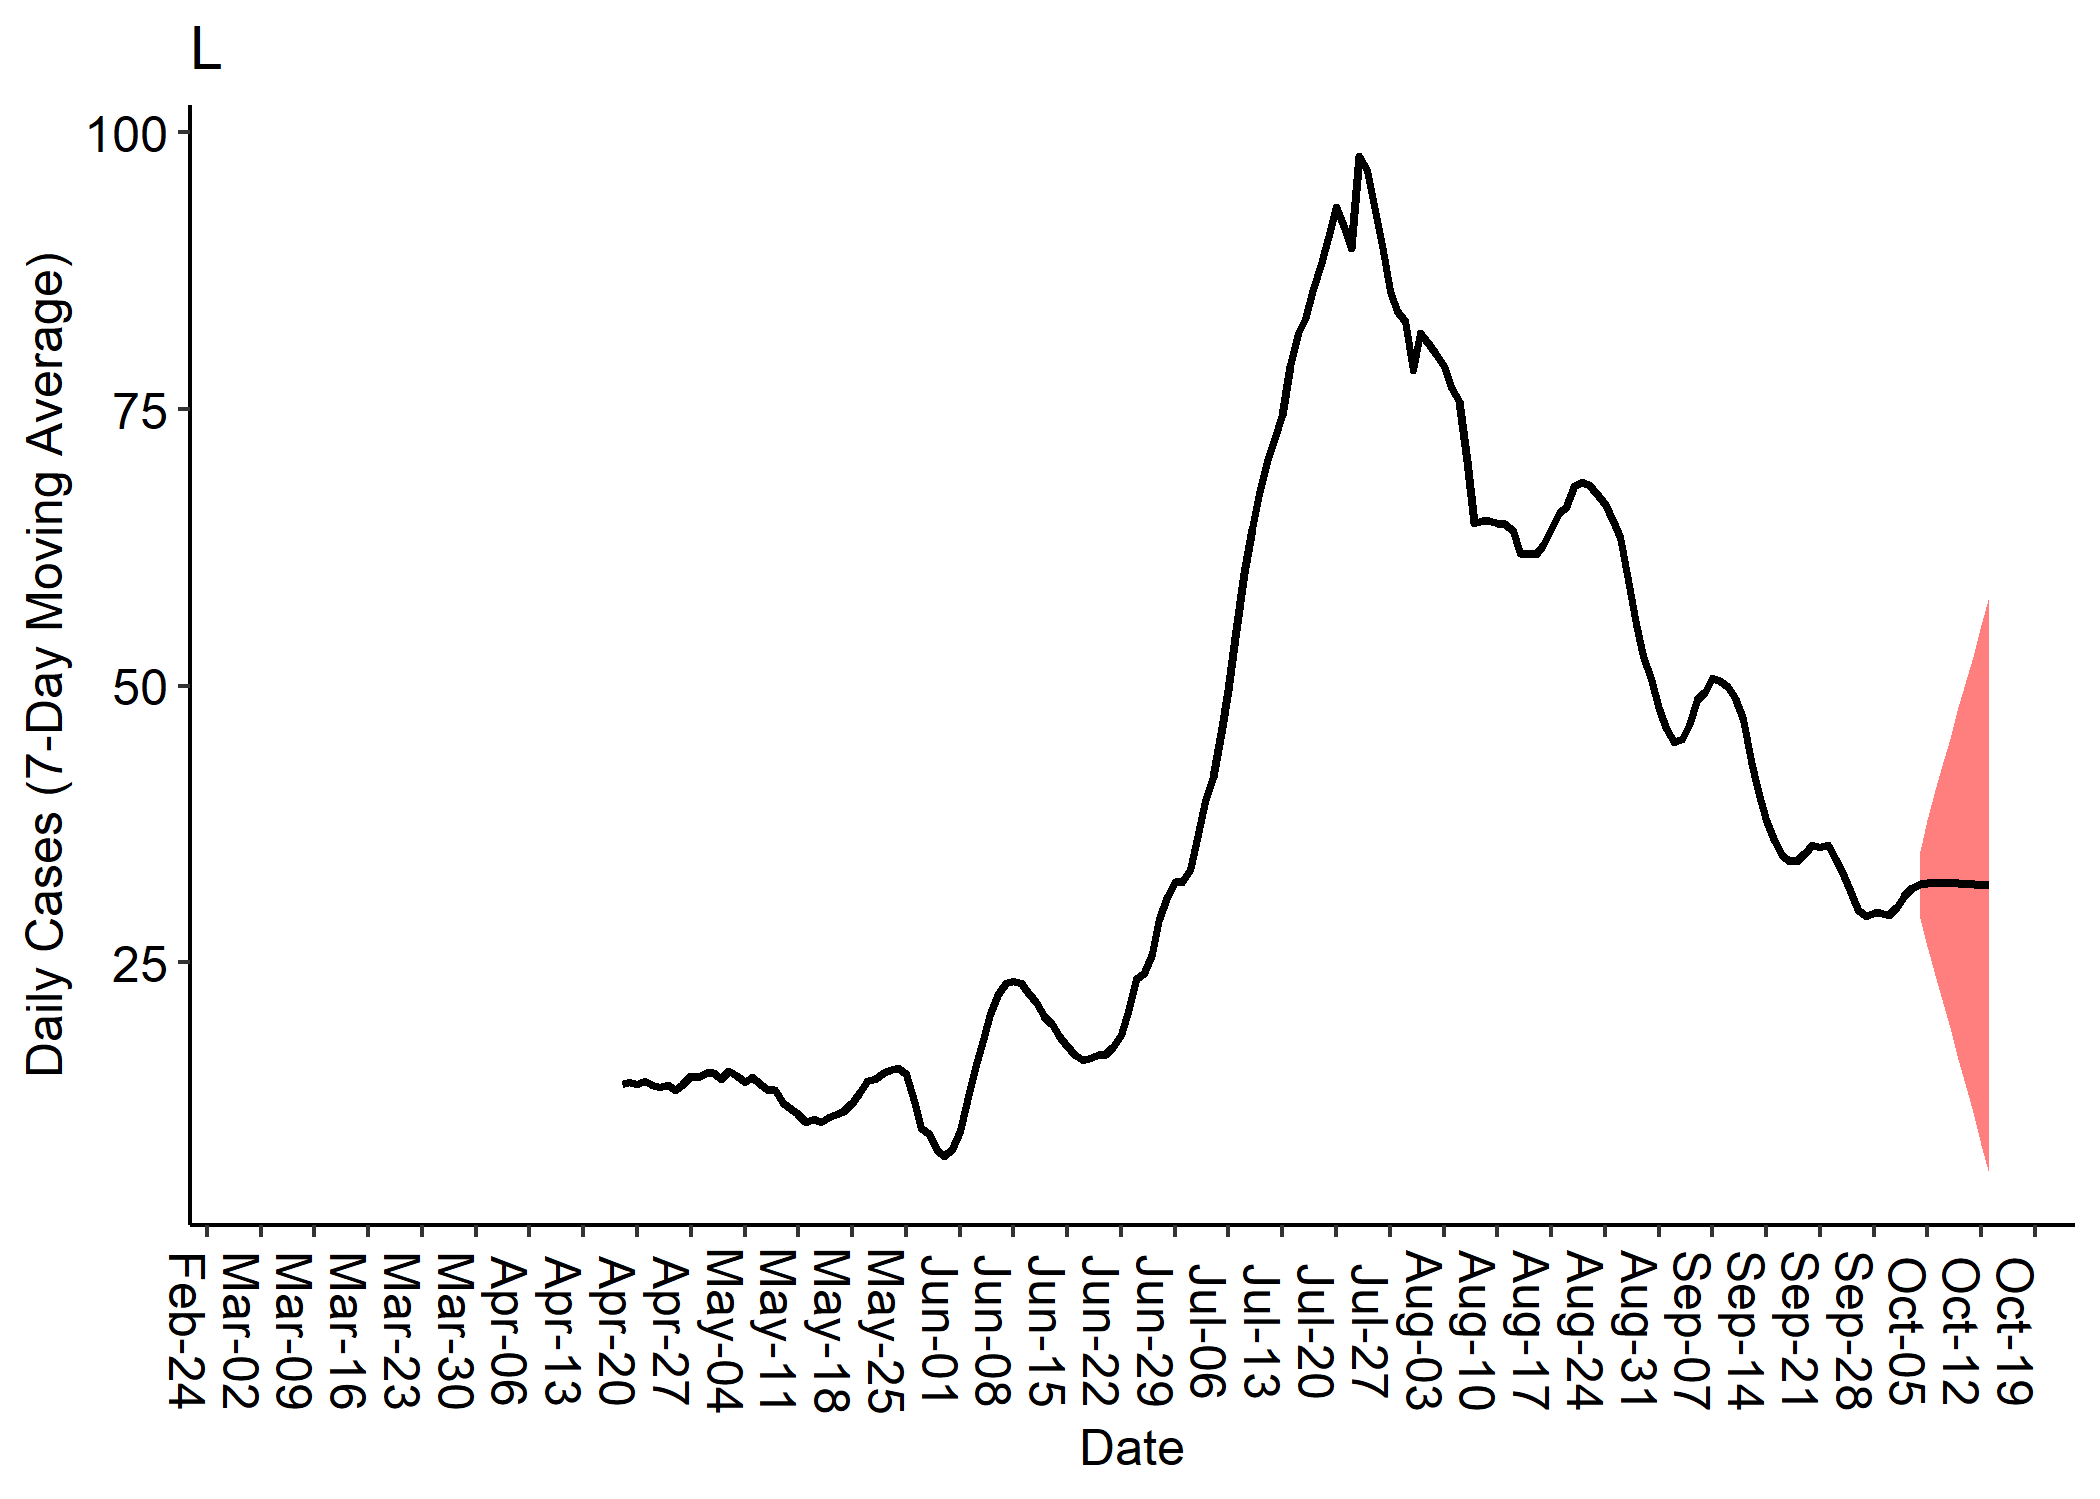 L
Daily Cases (7-Day Moving Average)
100
75
50
25
Feb-24
Mar-02
Mar-09
Mar-16
Mar-23
Mar-30
Apr-06
Apr-13
Apr-20
Apr-27
May-04
May-11
May-18
May-25
Jun-01
Jun-08
Jun-15
Jun-22
Jun-29
Jul-06
Jul-13
Jul-20
Jul-27
Aug-03
Aug-10
Aug-17
Aug-24
Aug-31
Sep-07
Sep-14
Sep-21
Sep-28
Oct-05
Oct-12
Oct-19
Date